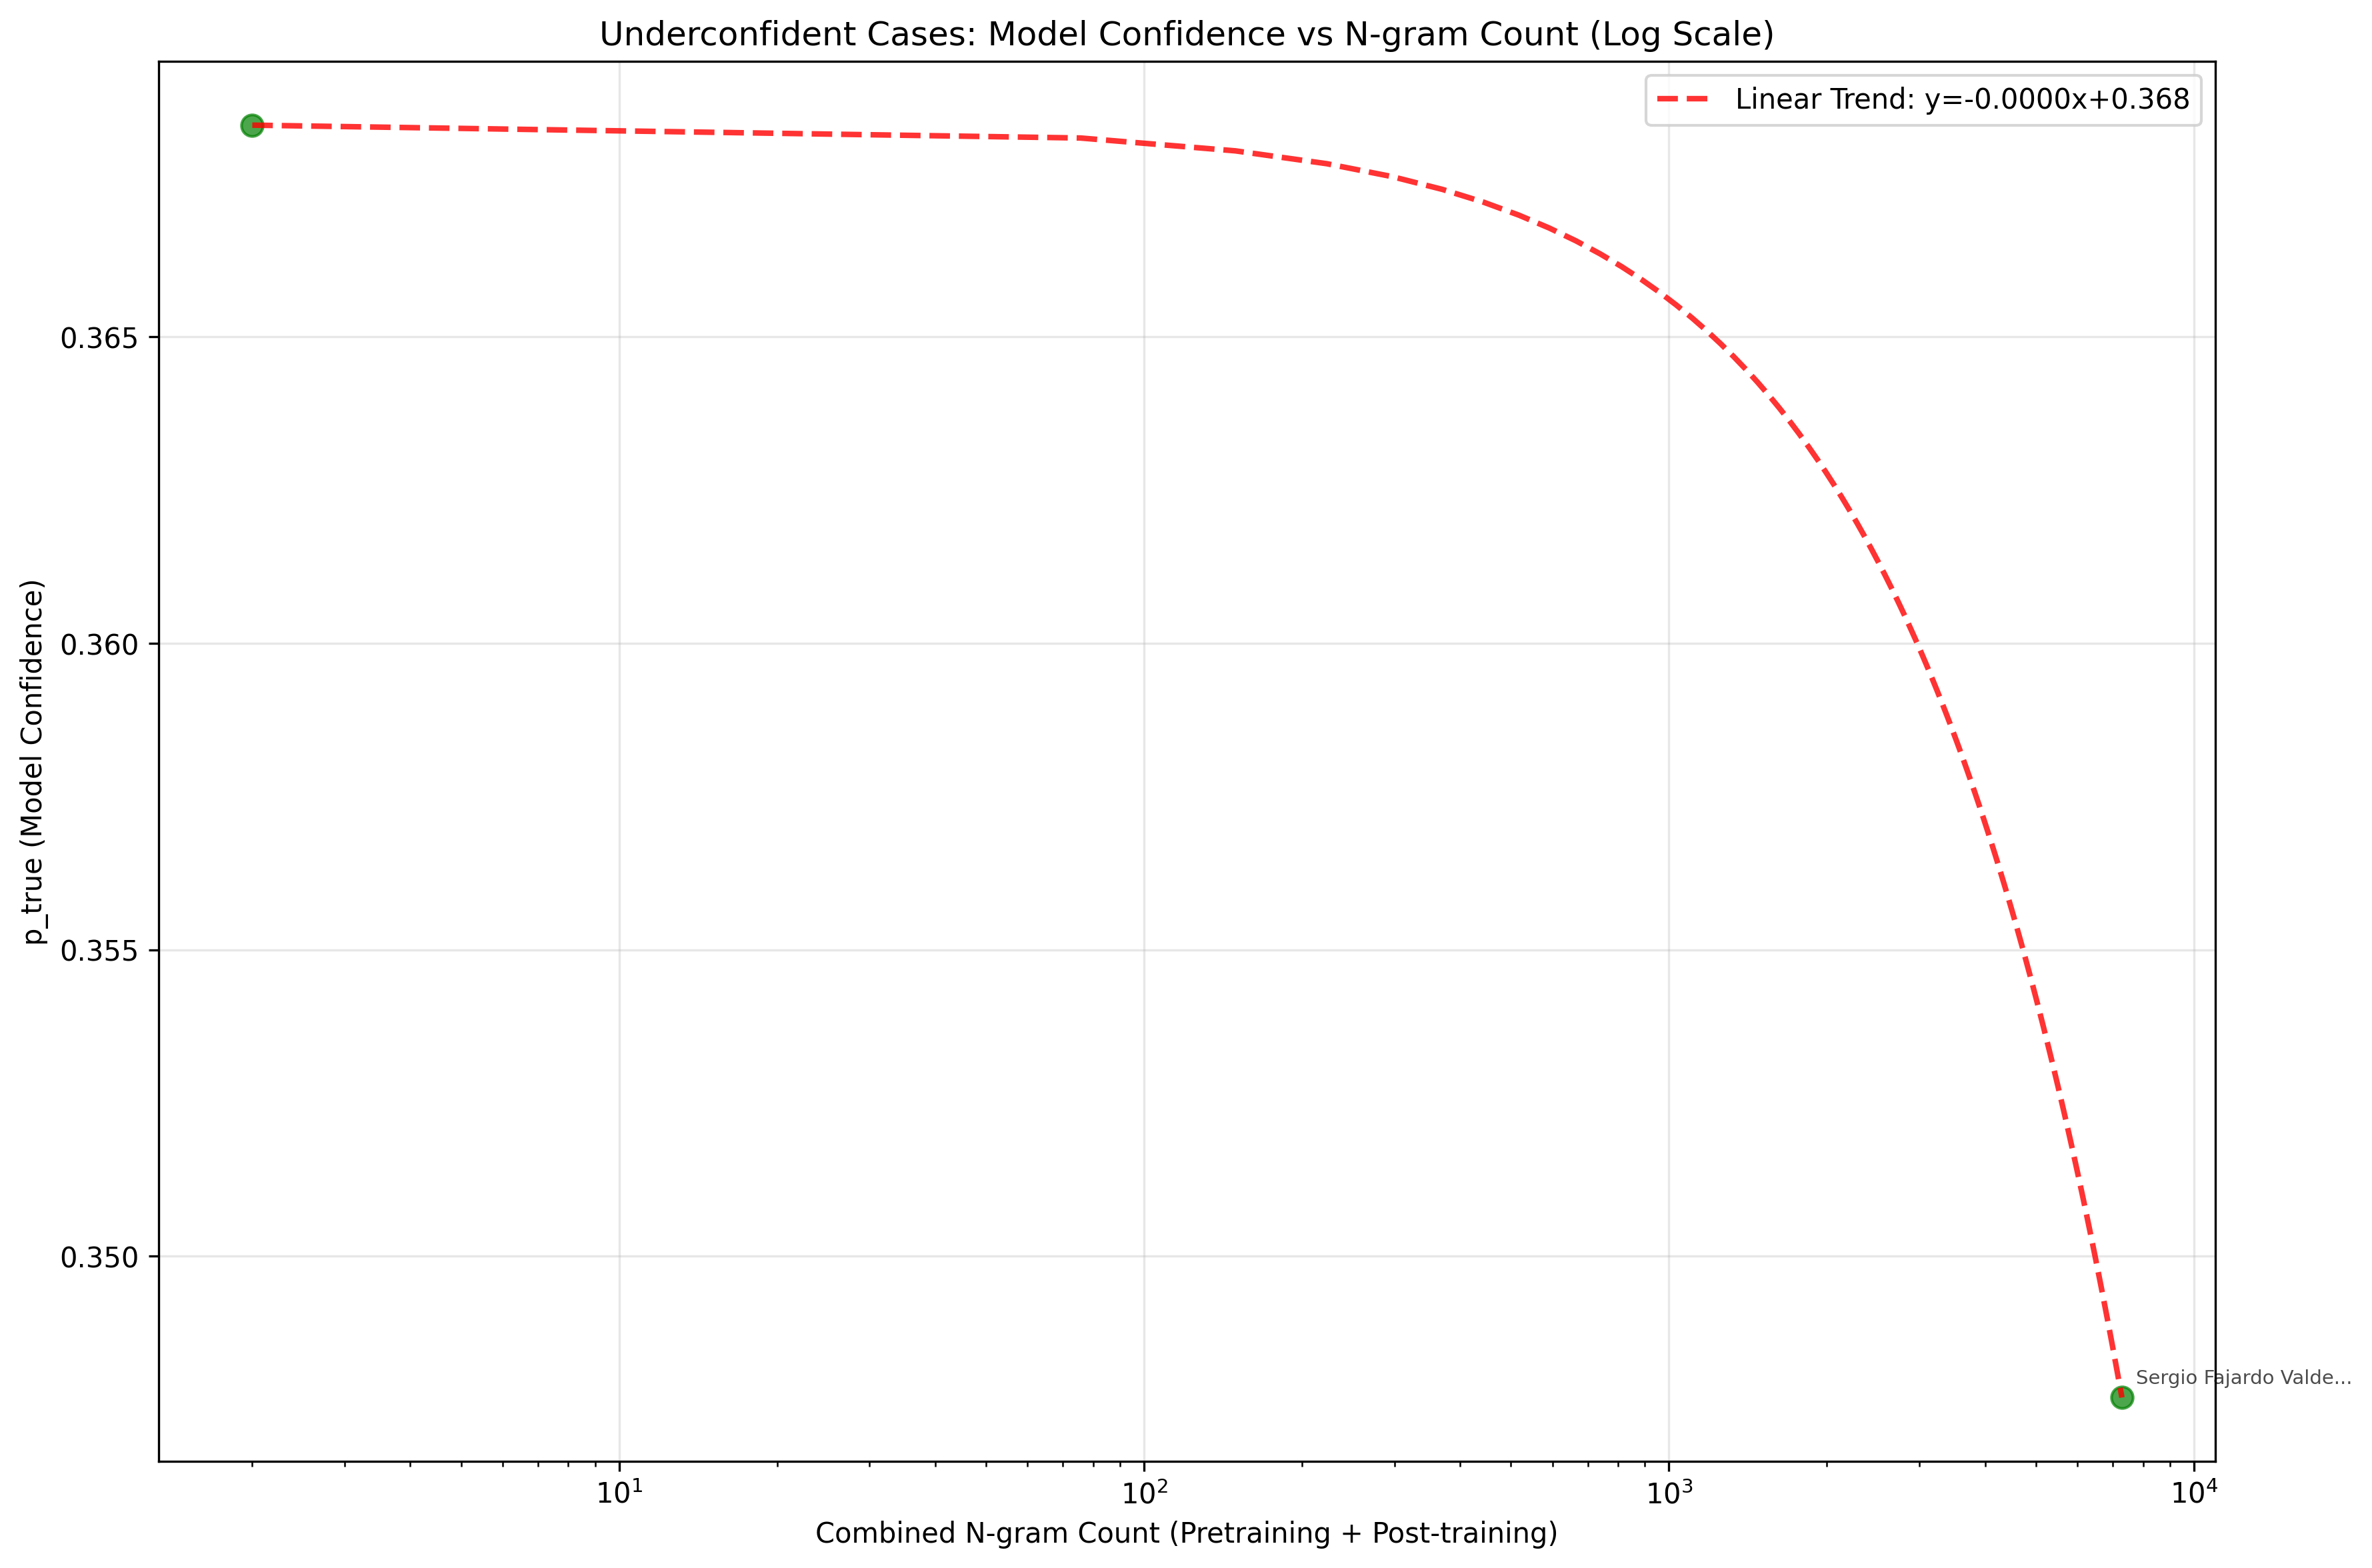 Underconfident Cases: Model Confidence vs N-gram Count (Log Scale)
Linear Trend: y=-0.0000x+0.368
p_true (Model Confidence)
0.365
0.360
0.355
0.350
Sergio Fajardo Valde...
10¹ 10² 10³ 10⁴
Combined N-gram Count (Pretraining + Post-training)